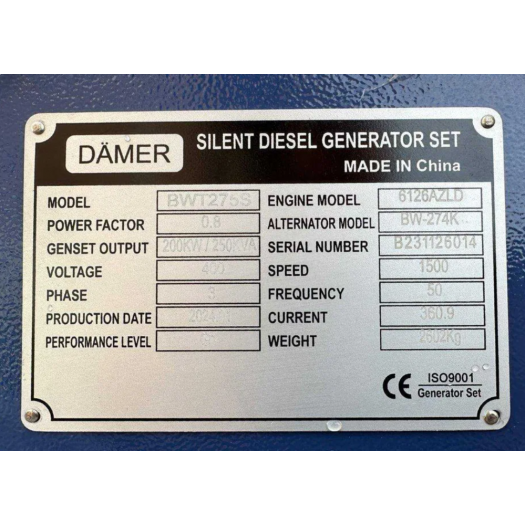 DÄMER
SILENT DIESEL GENERATOR SET
MADE IN China
MODEL BWT275S
POWER FACTOR 0.8
GENSET OUTPUT 200KW/250KVA
VOLTAGE 400
PHASE 3
PRODUCTION DATE
PERFORMANCE LEVEL
ENGINE MODEL 6126AZLD
ALTERNATOR MODEL BW-274K
SERIAL NUMBER B231126014
SPEED 1500
FREQUENCY 50
CURRENT 360.9
WEIGHT 2602Kg
CE ISO9001
Generator Set